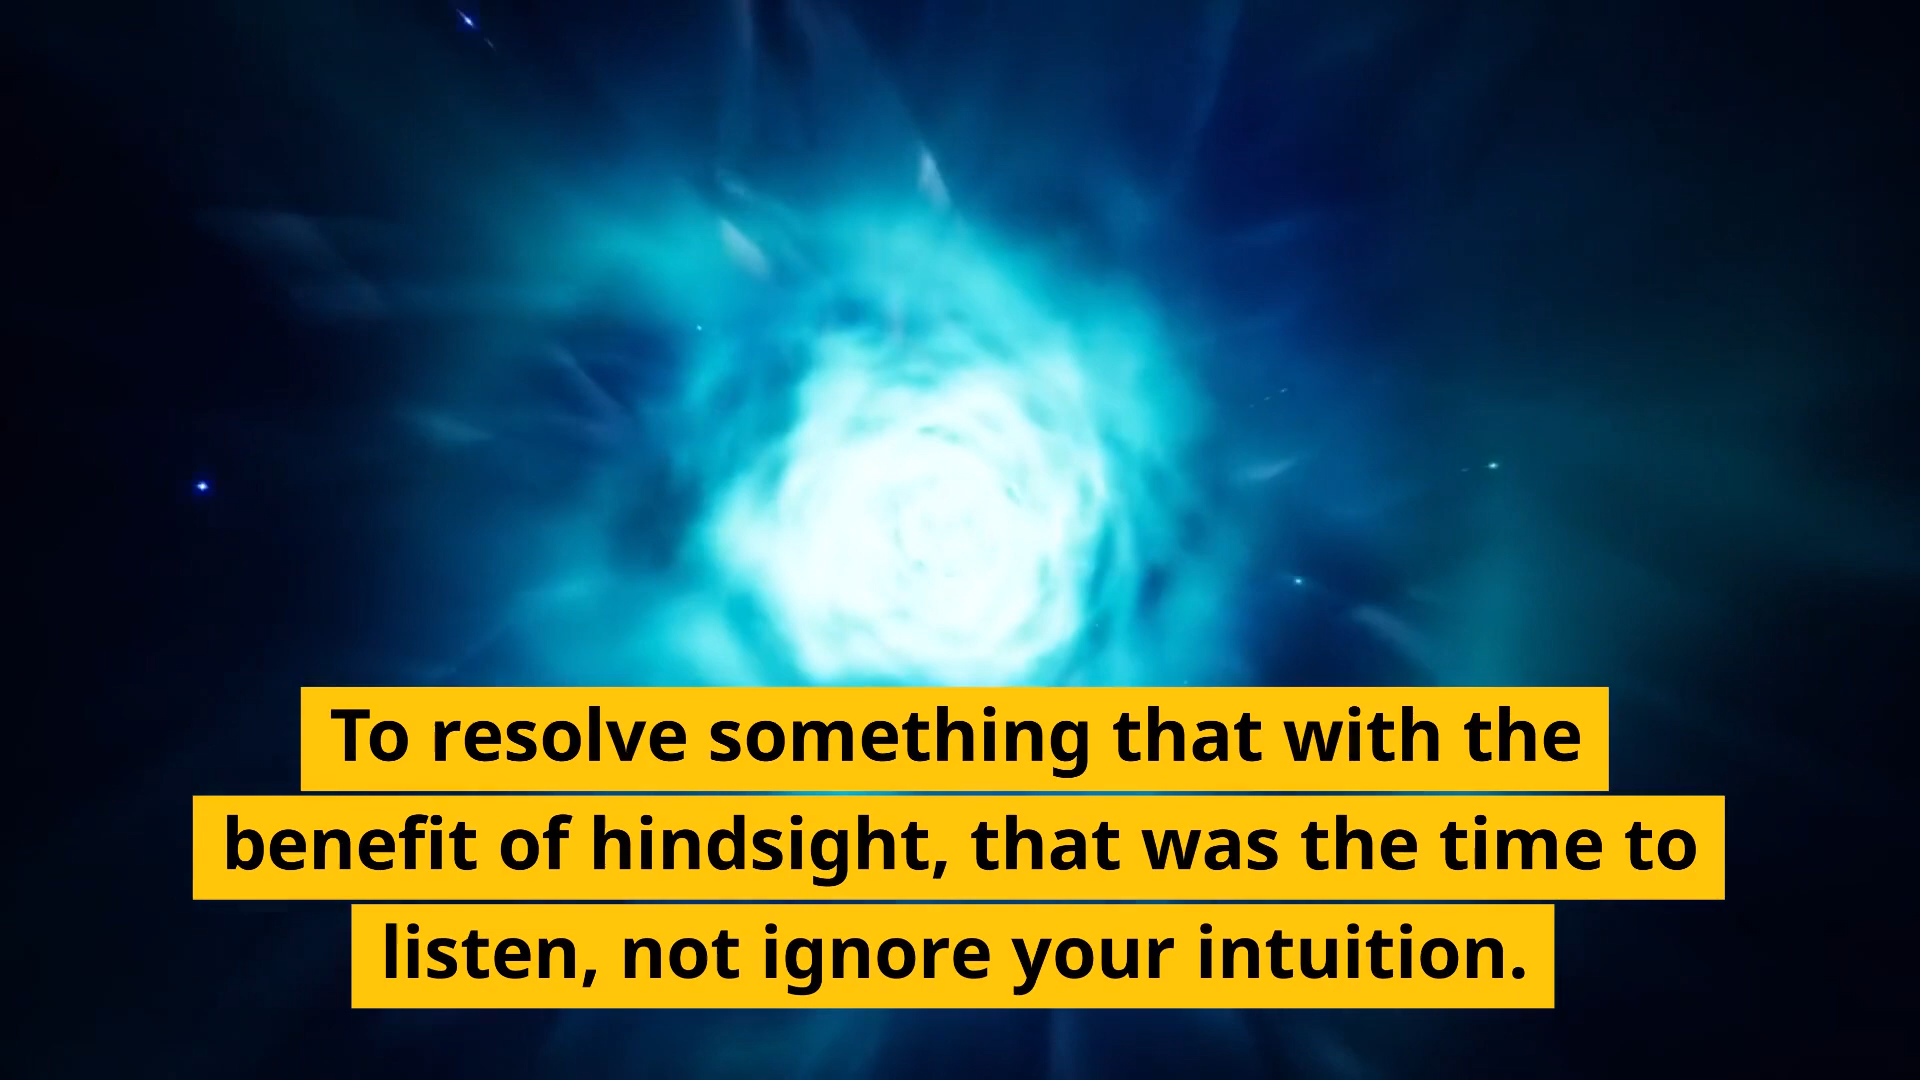 To resolve something that with the
benefit of hindsight, that was the time to
listen, not ignore your intuition.